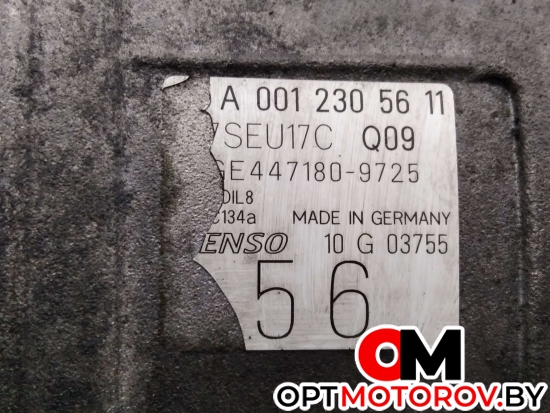 A 001 230 56 11
7SEU17C Q09
GE447180-9725
OIL8
134a MADE IN GERMANY
ENSO 10 G 03755
56
OM
OPTMOTOROV.BY